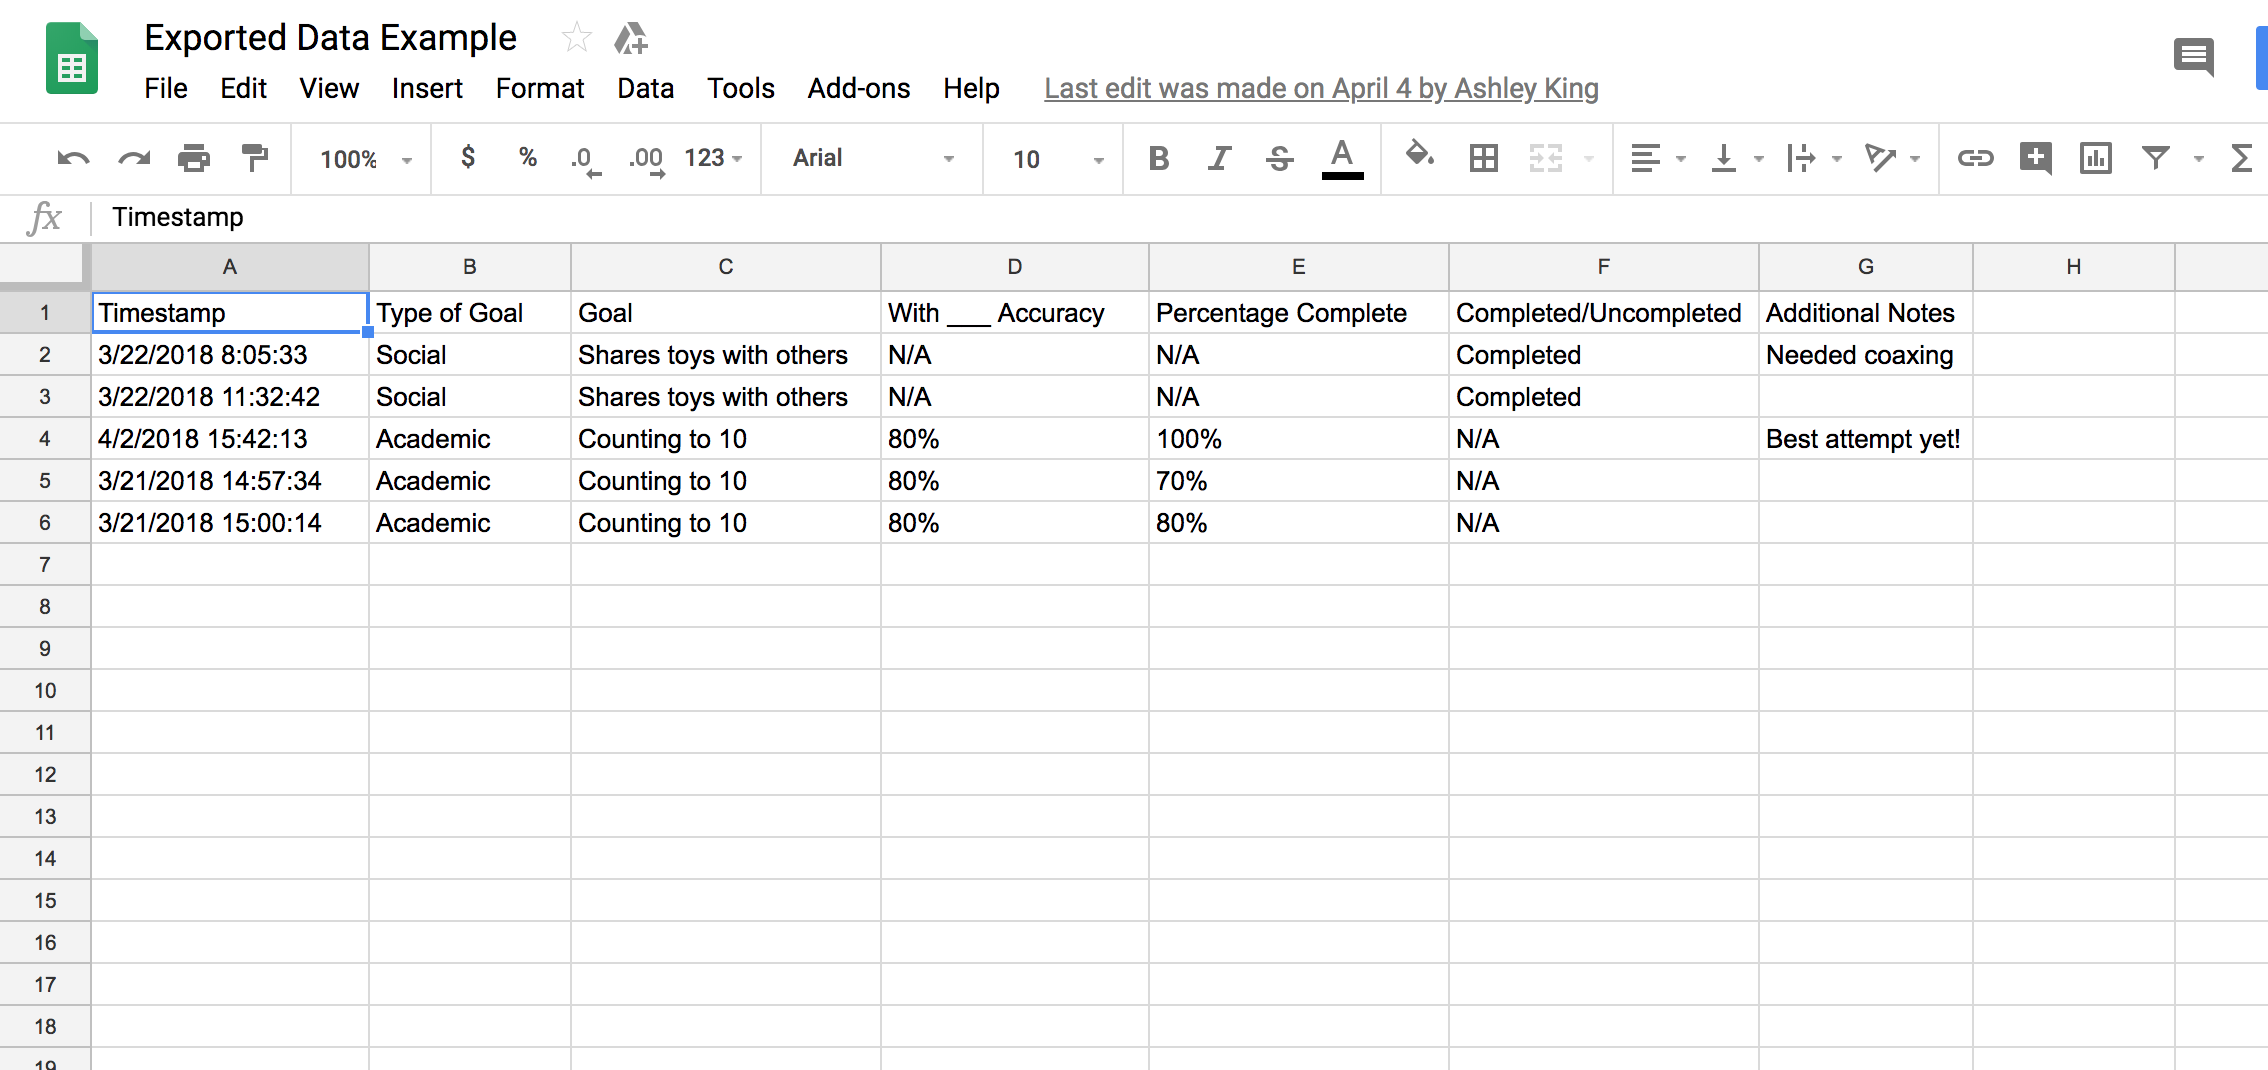 Exported Data Example
File Edit View Insert Format Data Tools Add-ons Help Last edit was made on April 4 by Ashley King
100% $ % .0 .00 123 Arial 10 B I S A Σ
fx Timestamp
A B C D E F G H
1 Timestamp Type of Goal Goal With ___ Accuracy Percentage Complete Completed/Uncompleted Additional Notes
2 3/22/2018 8:05:33 Social Shares toys with others N/A N/A Completed Needed coaxing
3 3/22/2018 11:32:42 Social Shares toys with others N/A N/A Completed
4 4/2/2018 15:42:13 Academic Counting to 10 80% 100% N/A Best attempt yet!
5 3/21/2018 14:57:34 Academic Counting to 10 80% 70% N/A
6 3/21/2018 15:00:14 Academic Counting to 10 80% 80% N/A
7
8
9
10
11
12
13
14
15
16
17
18
19